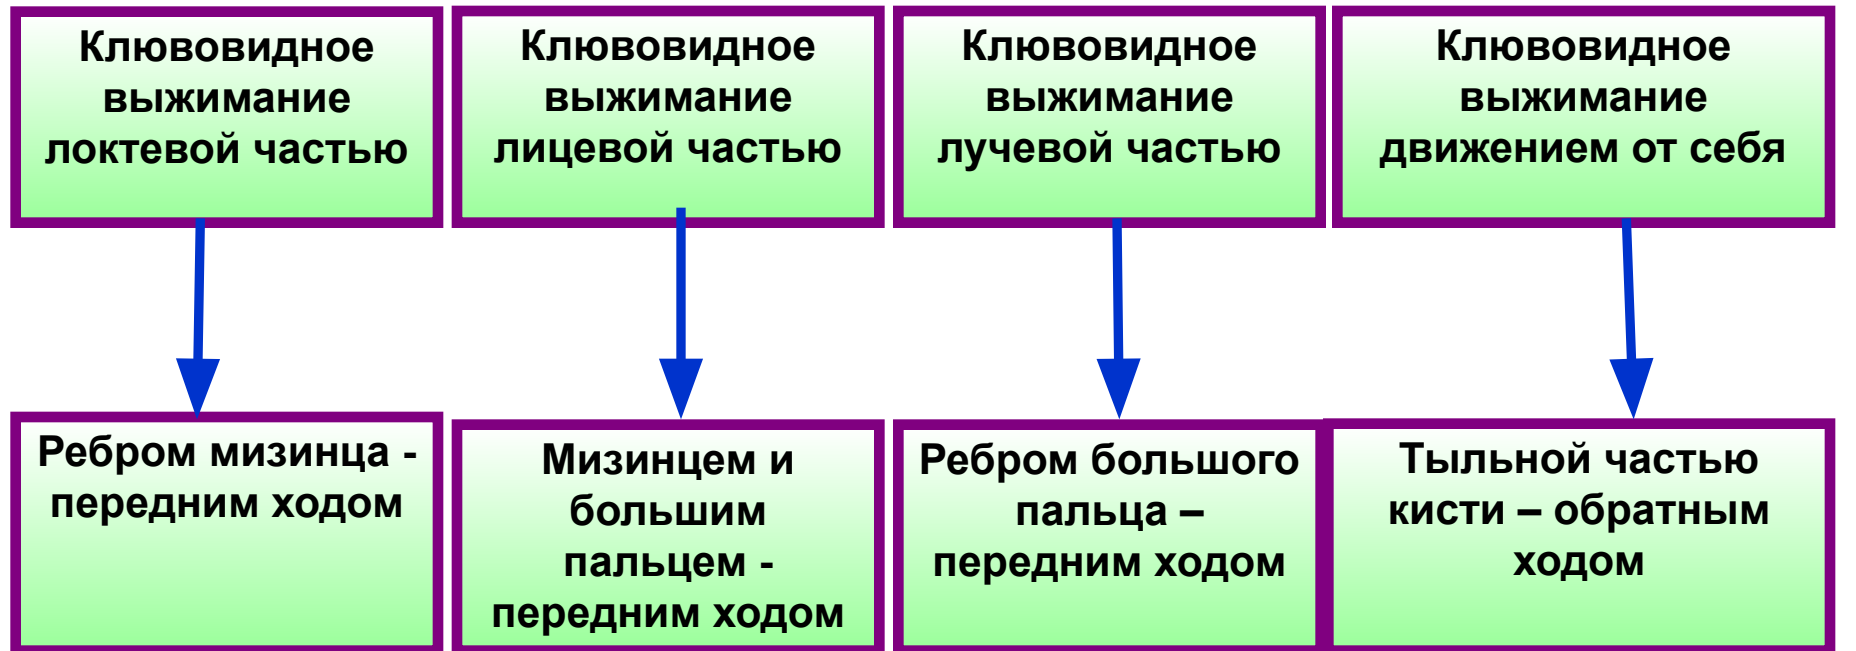 Клювовидное
выжимание
локтевой частью
Клювовидное
выжимание
лицевой частью
Клювовидное
выжимание
лучевой частью
Клювовидное
выжимание
движением от себя
Ребром мизинца -
передним ходом
Мизинцем и
большим
пальцем -
передним ходом
Ребром большого
пальца –
передним ходом
Тыльной частью
кисти – обратным
ходом